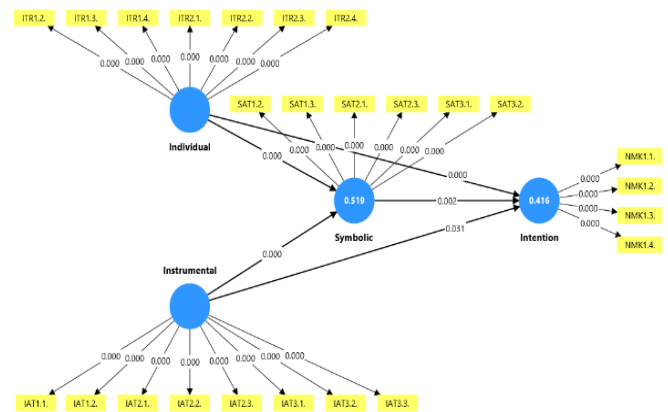 ITR1.2. ITR1.3. ITR1.4. ITR2.1. ITR2.2. ITR2.3. ITR2.4.
0.000 0.000 0.000 0.000 0.000 0.000 0.000
SAT1.2. SAT1.3. SAT2.1. SAT2.3. SAT3.1. SAT3.2.
Individual
0.000 0.000 0.000 0.000 0.000 0.000
0.000
0.000
NMK1.1.
0.000
NMK1.2.
0.000
0.519
0.002
0.416
0.000
NMK1.3.
0.000
NMK1.4.
0.031
Symbolic
Intention
0.000
Instrumental
0.000 0.000 0.000 0.000 0.000 0.000 0.000 0.000
IAT1.1. IAT1.2. IAT2.1. IAT2.2. IAT2.3. IAT3.1. IAT3.2. IAT3.3.